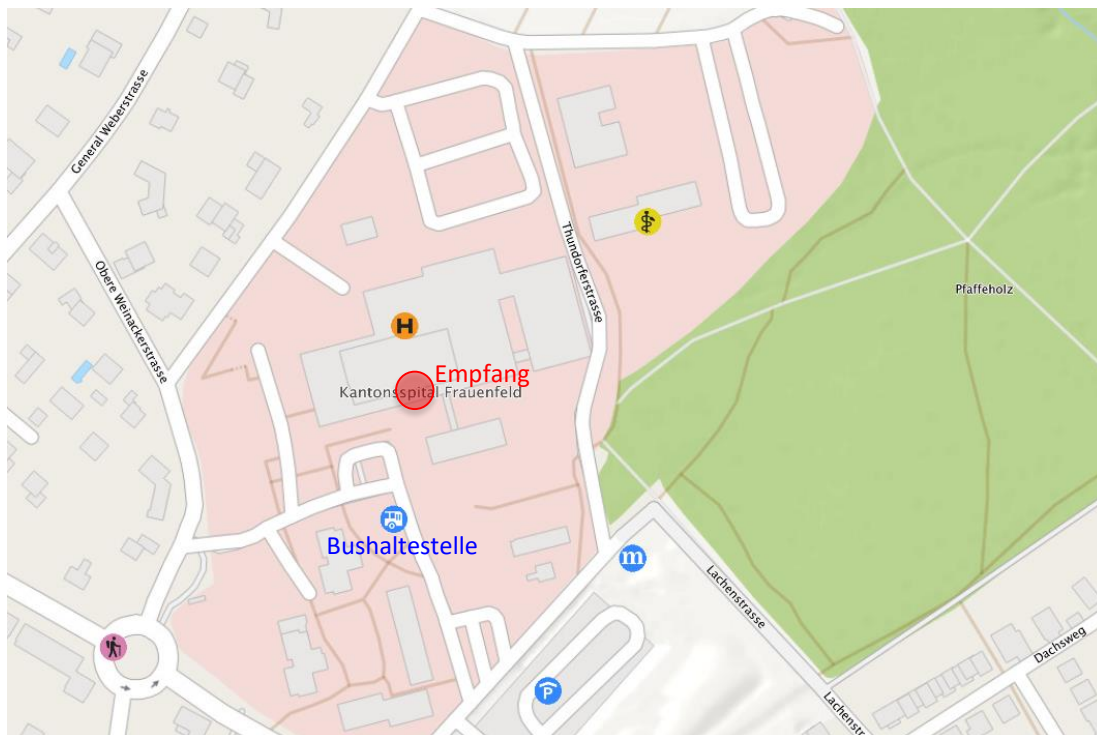 General Weberstrasse
Obere Weinackerstrasse
Thundorferstrasse
Pfaffeholz
H
Empfang
Kantonsspital Frauenfeld
Bushaltestelle
m
Lachenstrasse
Dachsweg
P
Lachenstr